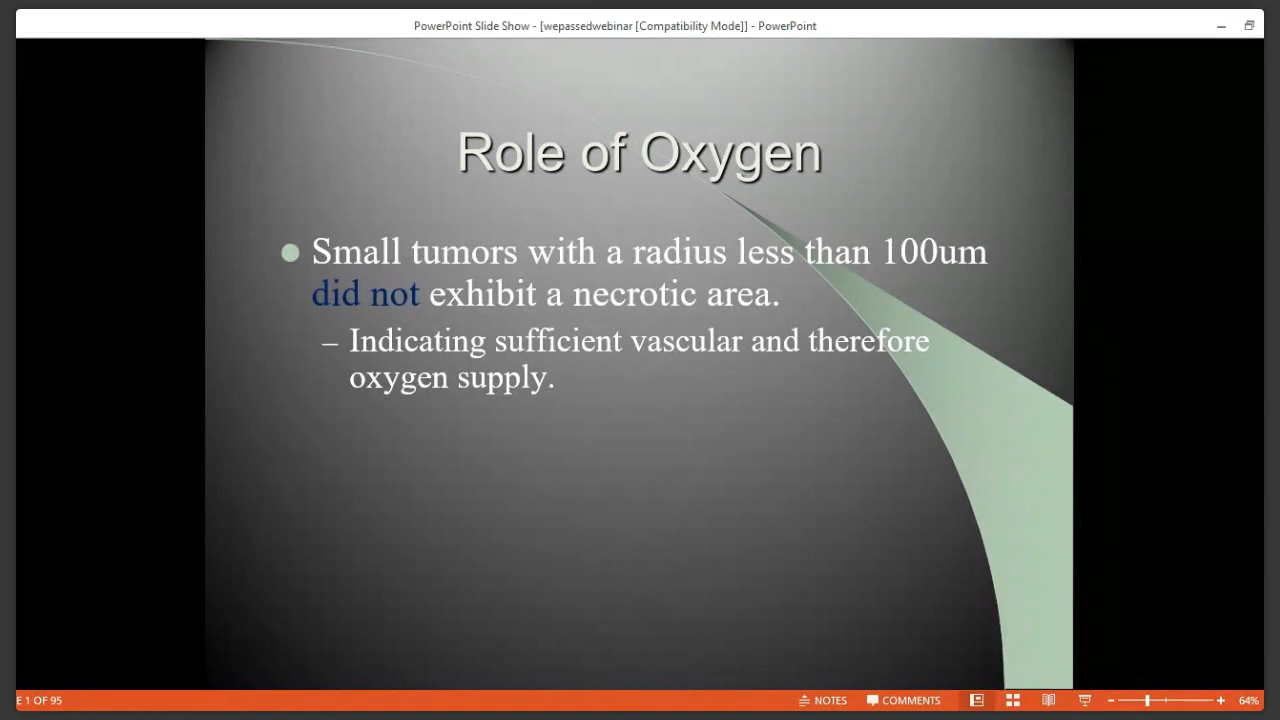 PowerPoint Slide Show - [wepassedwebinar [Compatibility Mode]] - PowerPoint
Role of Oxygen
Small tumors with a radius less than 100um
did not exhibit a necrotic area.
– Indicating sufficient vascular and therefore
oxygen supply.
E 1 OF 95 NOTES COMMENTS 64%